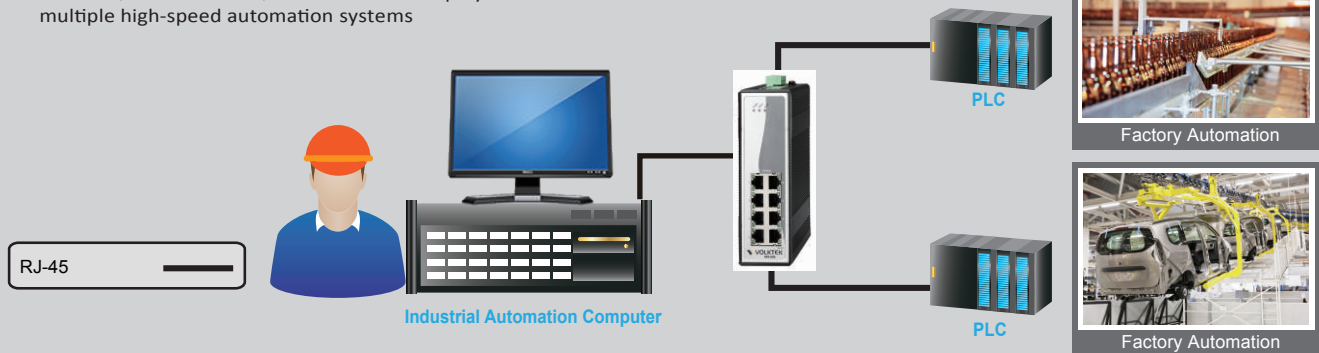 multiple high-speed automation systems
PLC
Factory Automation
RJ-45
VOLKTEK
Industrial Automation Computer
PLC
Factory Automation